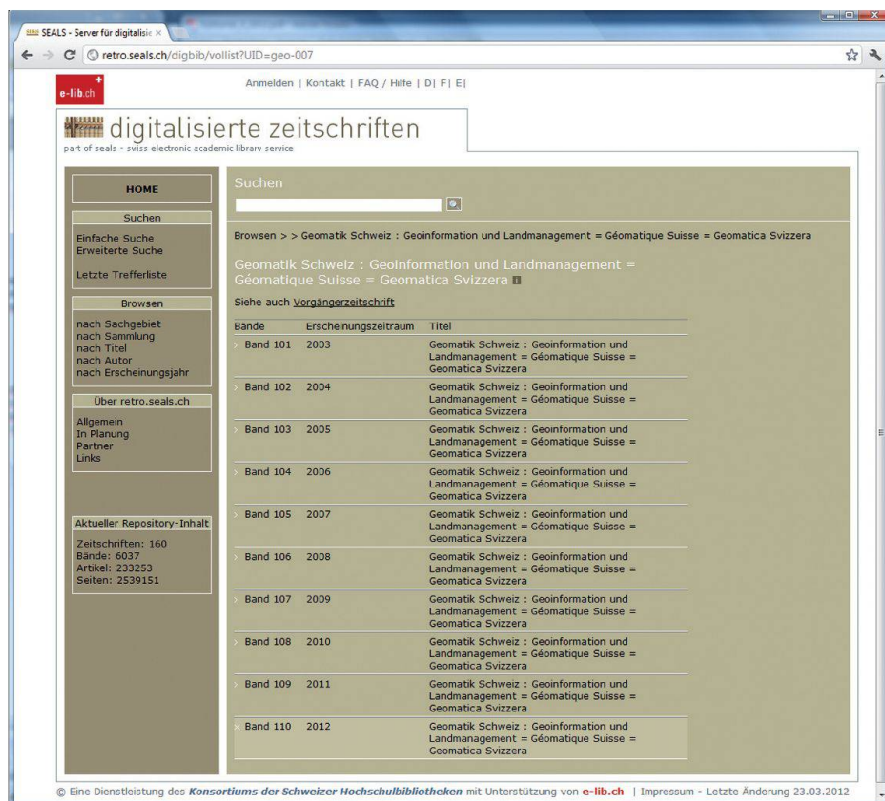 SEALS - Server für digitalisie ×
retro.seals.ch/digbib/vollist?UID=geo-007
e-lib.ch
Anmelden | Kontakt | FAQ / Hilfe | D| F| E|
digitalisierte zeitschriften
part of seals - swiss electronic academic library service
HOME
Suchen
Einfache Suche
Erweiterte Suche
Letzte Trefferliste
Browsen
nach Sachgebiet
nach Sammlung
nach Titel
nach Autor
nach Erscheinungsjahr
Über retro.seals.ch
Allgemein
In Planung
Partner
Links
Aktueller Repository-Inhalt
Zeitschriften: 160
Bände: 6037
Artikel: 233253
Seiten: 2539151
Suchen
Browsen > > Geomatik Schweiz : Geoinformation und Landmanagement = Géomatique Suisse = Geomatica Svizzera
Geomatik Schweiz : Geoinformation und Landmanagement =
Géomatique Suisse = Geomatica Svizzera i
Siehe auch Vorgängerzeitschrift
Bände Erscheinungszeitraum Titel
> Band 101 2003 Geomatik Schweiz : Geoinformation und
Landmanagement = Géomatique Suisse =
Geomatica Svizzera
> Band 102 2004 Geomatik Schweiz : Geoinformation und
Landmanagement = Géomatique Suisse =
Geomatica Svizzera
> Band 103 2005 Geomatik Schweiz : Geoinformation und
Landmanagement = Géomatique Suisse =
Geomatica Svizzera
> Band 104 2006 Geomatik Schweiz : Geoinformation und
Landmanagement = Géomatique Suisse =
Geomatica Svizzera
> Band 105 2007 Geomatik Schweiz : Geoinformation und
Landmanagement = Géomatique Suisse =
Geomatica Svizzera
> Band 106 2008 Geomatik Schweiz : Geoinformation und
Landmanagement = Géomatique Suisse =
Geomatica Svizzera
> Band 107 2009 Geomatik Schweiz : Geoinformation und
Landmanagement = Géomatique Suisse =
Geomatica Svizzera
> Band 108 2010 Geomatik Schweiz : Geoinformation und
Landmanagement = Géomatique Suisse =
Geomatica Svizzera
> Band 109 2011 Geomatik Schweiz : Geoinformation und
Landmanagement = Géomatique Suisse =
Geomatica Svizzera
> Band 110 2012 Geomatik Schweiz : Geoinformation und
Landmanagement = Géomatique Suisse =
Geomatica Svizzera
© Eine Dienstleistung des Konsortiums der Schweizer Hochschulbibliotheken mit Unterstützung von e-lib.ch | Impressum - Letzte Änderung 23.03.2012